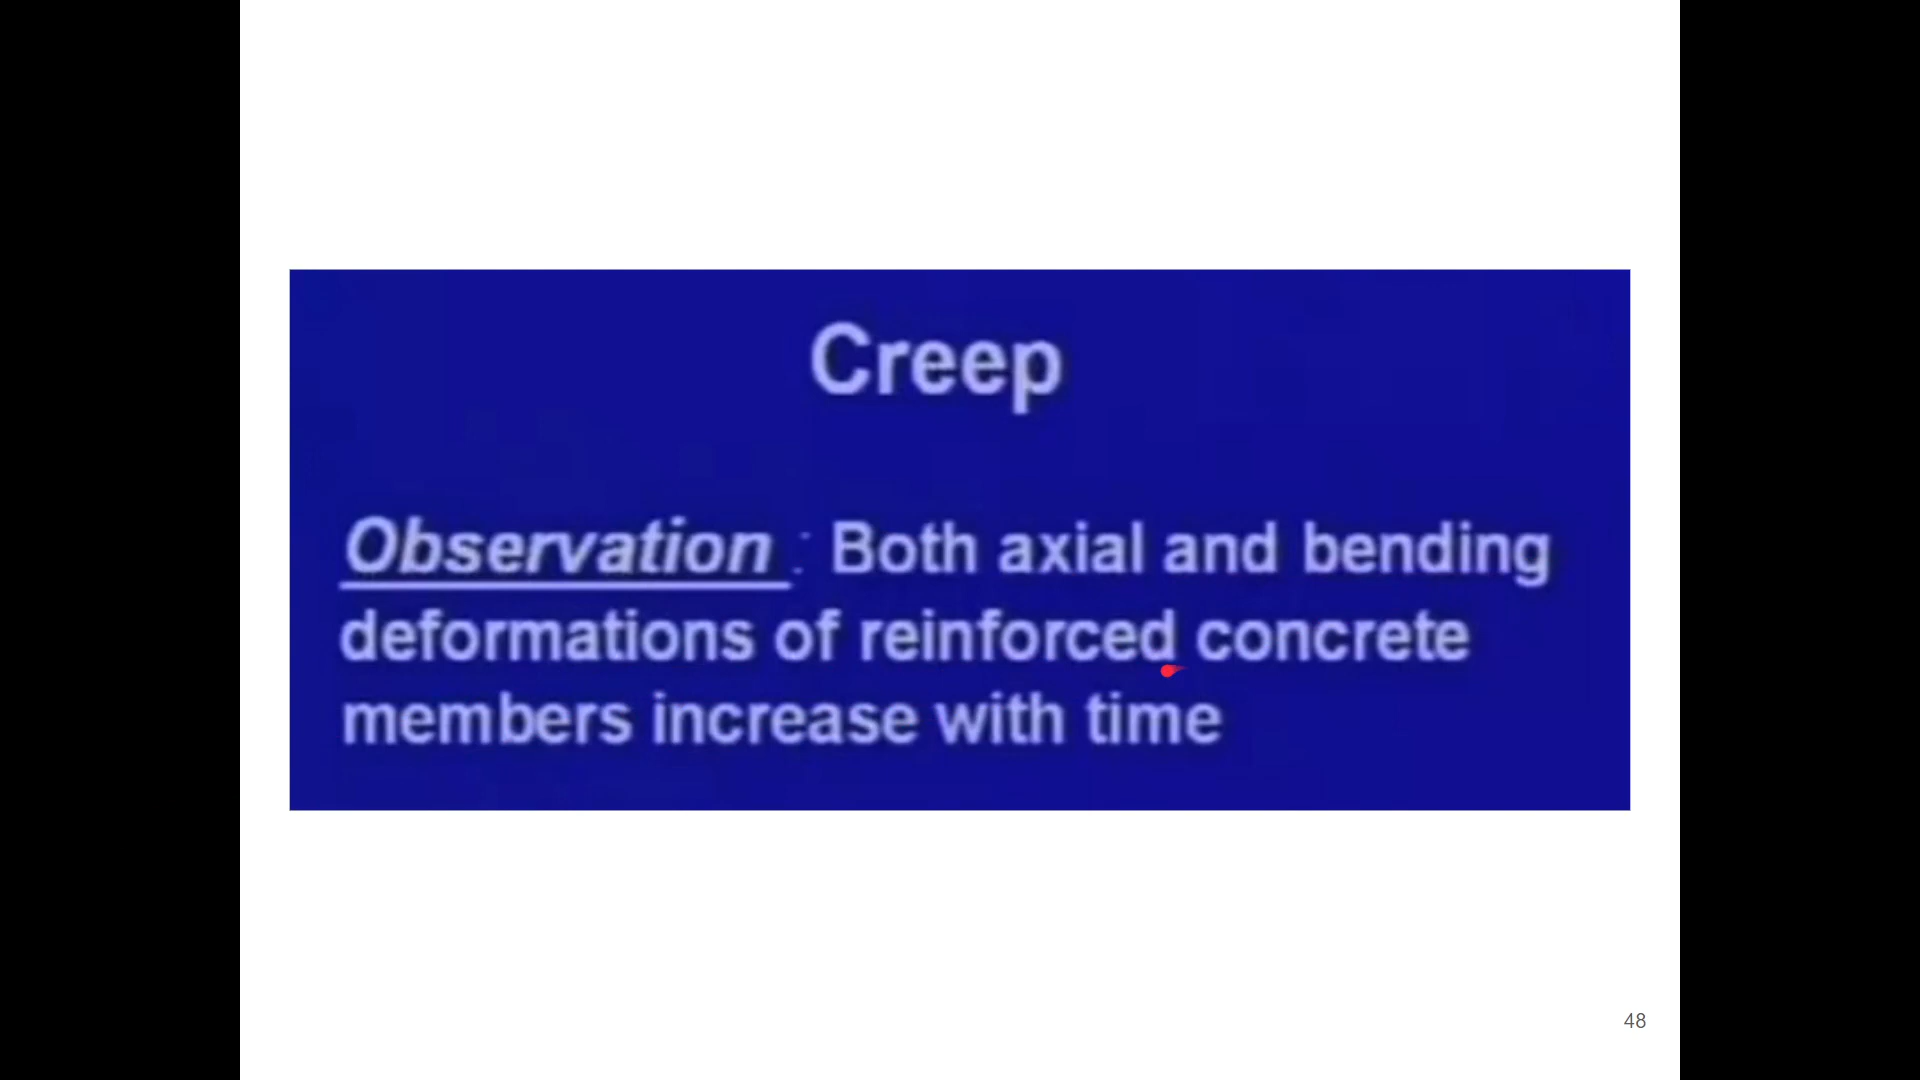 Creep
Observation : Both axial and bending
deformations of reinforced concrete
members increase with time
48